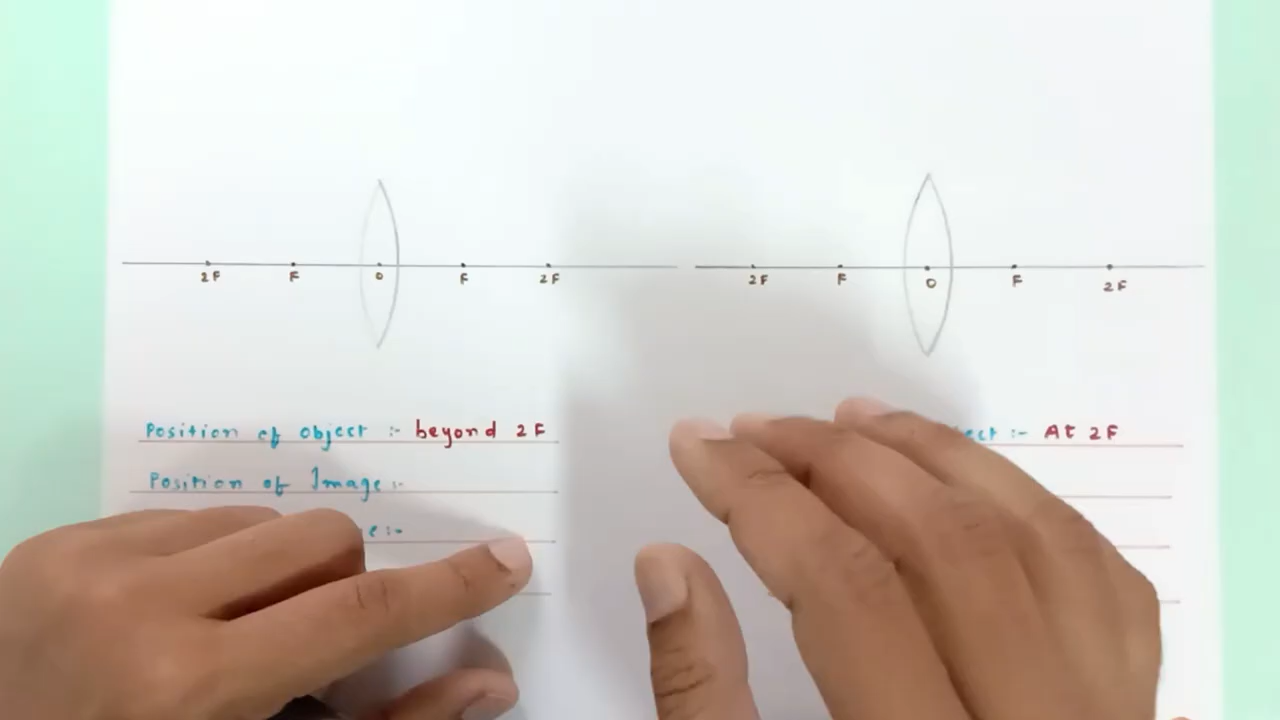 2F F O F 2F
2F F O F 2F
Position of object :- beyond 2F
Position of Image :-
:-
:- At 2F